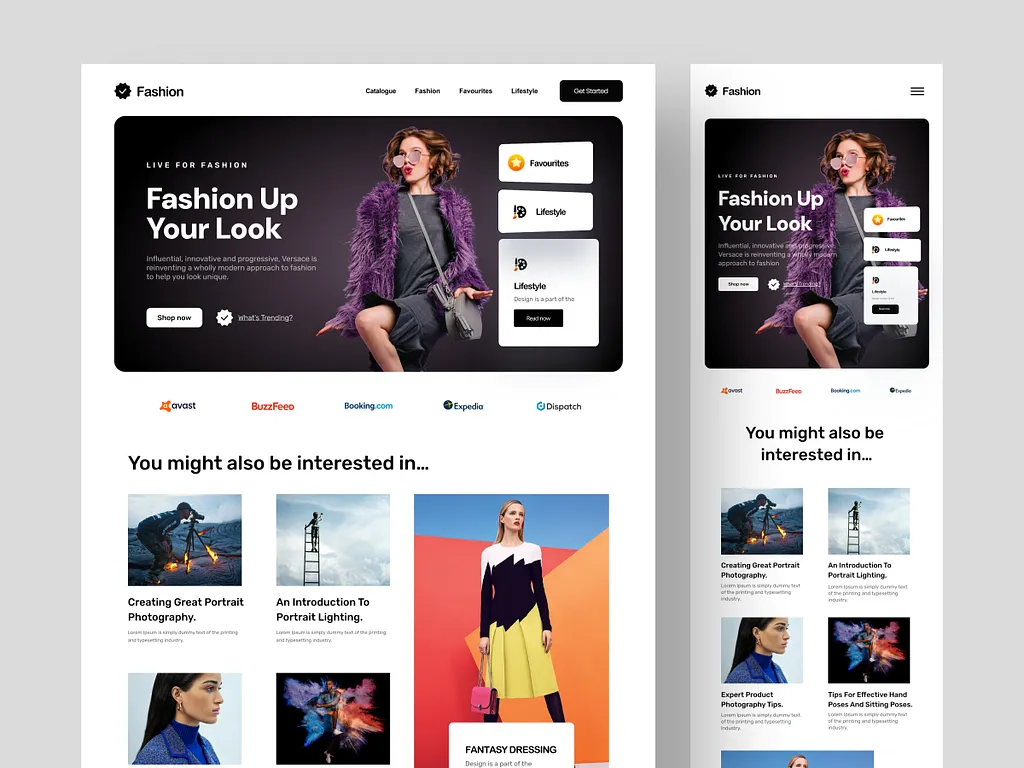 Fashion
Catalogue
Fashion
Favourites
Lifestyle
Get Started
LIVE FOR FASHION
Fashion Up
Your Look
Influential, innovative and progressive, Versace is
reinventing a wholly modern approach to fashion
to help you look unique.
Shop now
What's Trending?
Favourites
Lifestyle
Lifestyle
Design is a part of the
Read now
avast
BuzzFeed
Booking.com
Expedia
Dispatch
You might also be interested in...
Creating Great Portrait
Photography.
Lorem Ipsum is simply dummy text of the printing
and typesetting industry.
An Introduction To
Portrait Lighting.
Lorem Ipsum is simply dummy text of the printing
and typesetting industry.
FANTASY DRESSING
Design is a part of the
Fashion
LIVE FOR FASHION
Fashion Up
Your Look
Influential, innovative and progressive,
Versace is reinventing a wholly modern
approach to fashion
Shop now
What's Trending?
Favourites
Lifestyle
Lifestyle
avast
BuzzFeed
Booking.com
Expedia
You might also be
interested in...
Creating Great Portrait
Photography.
Lorem Ipsum is simply dummy text
of the printing and typesetting
industry.
An Introduction To
Portrait Lighting.
Lorem Ipsum is simply dummy text
of the printing and typesetting
industry.
Expert Product
Photography Tips.
Lorem Ipsum is simply dummy text
of the printing and typesetting
industry.
Tips For Effective Hand
Poses And Sitting Poses.
Lorem Ipsum is simply dummy text
of the printing and typesetting
industry.